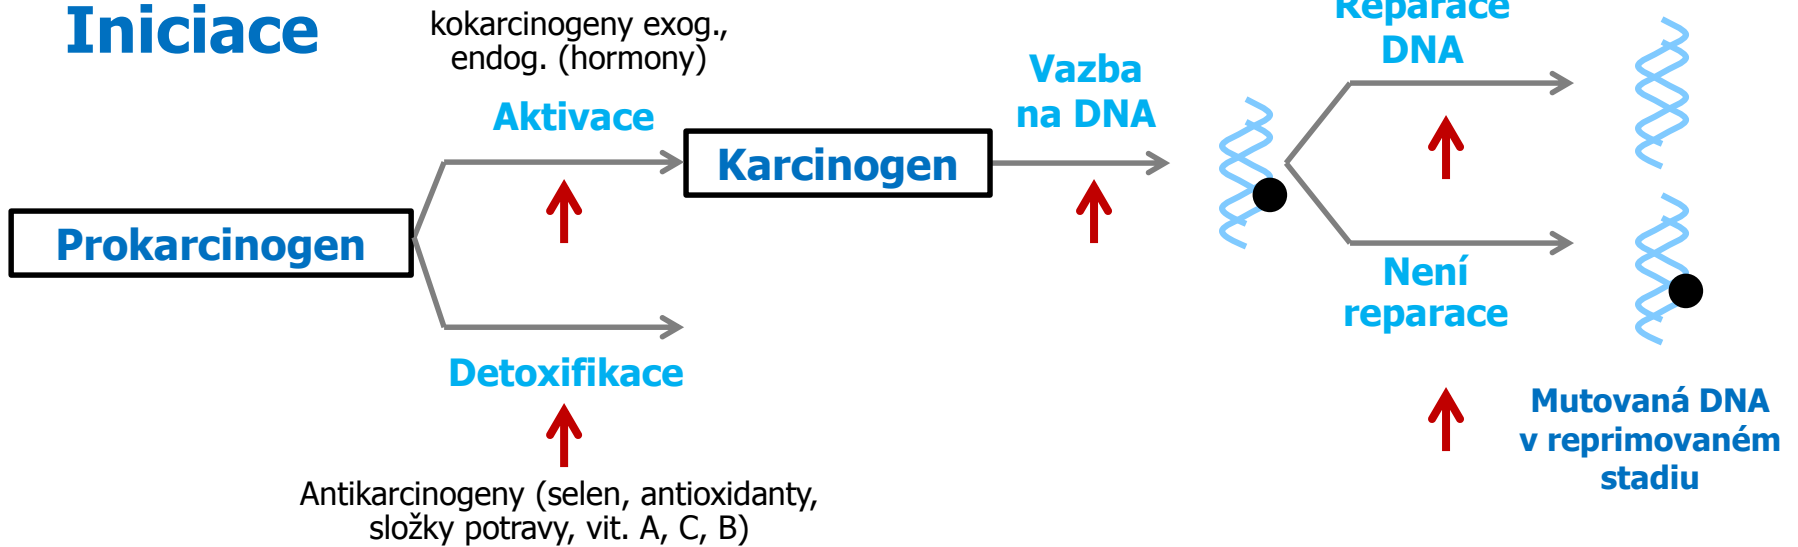 Iniciace
kokarcinogeny exog.,
endog. (hormony)
Aktivace
Prokarcinogen
Detoxifikace
Antikarcinogeny (selen, antioxidanty,
složky potravy, vit. A, C, B)
Karcinogen
Vazba
na DNA
Reparace
DNA
Není
reparace
Mutovaná DNA
v reprimovaném
stadiu